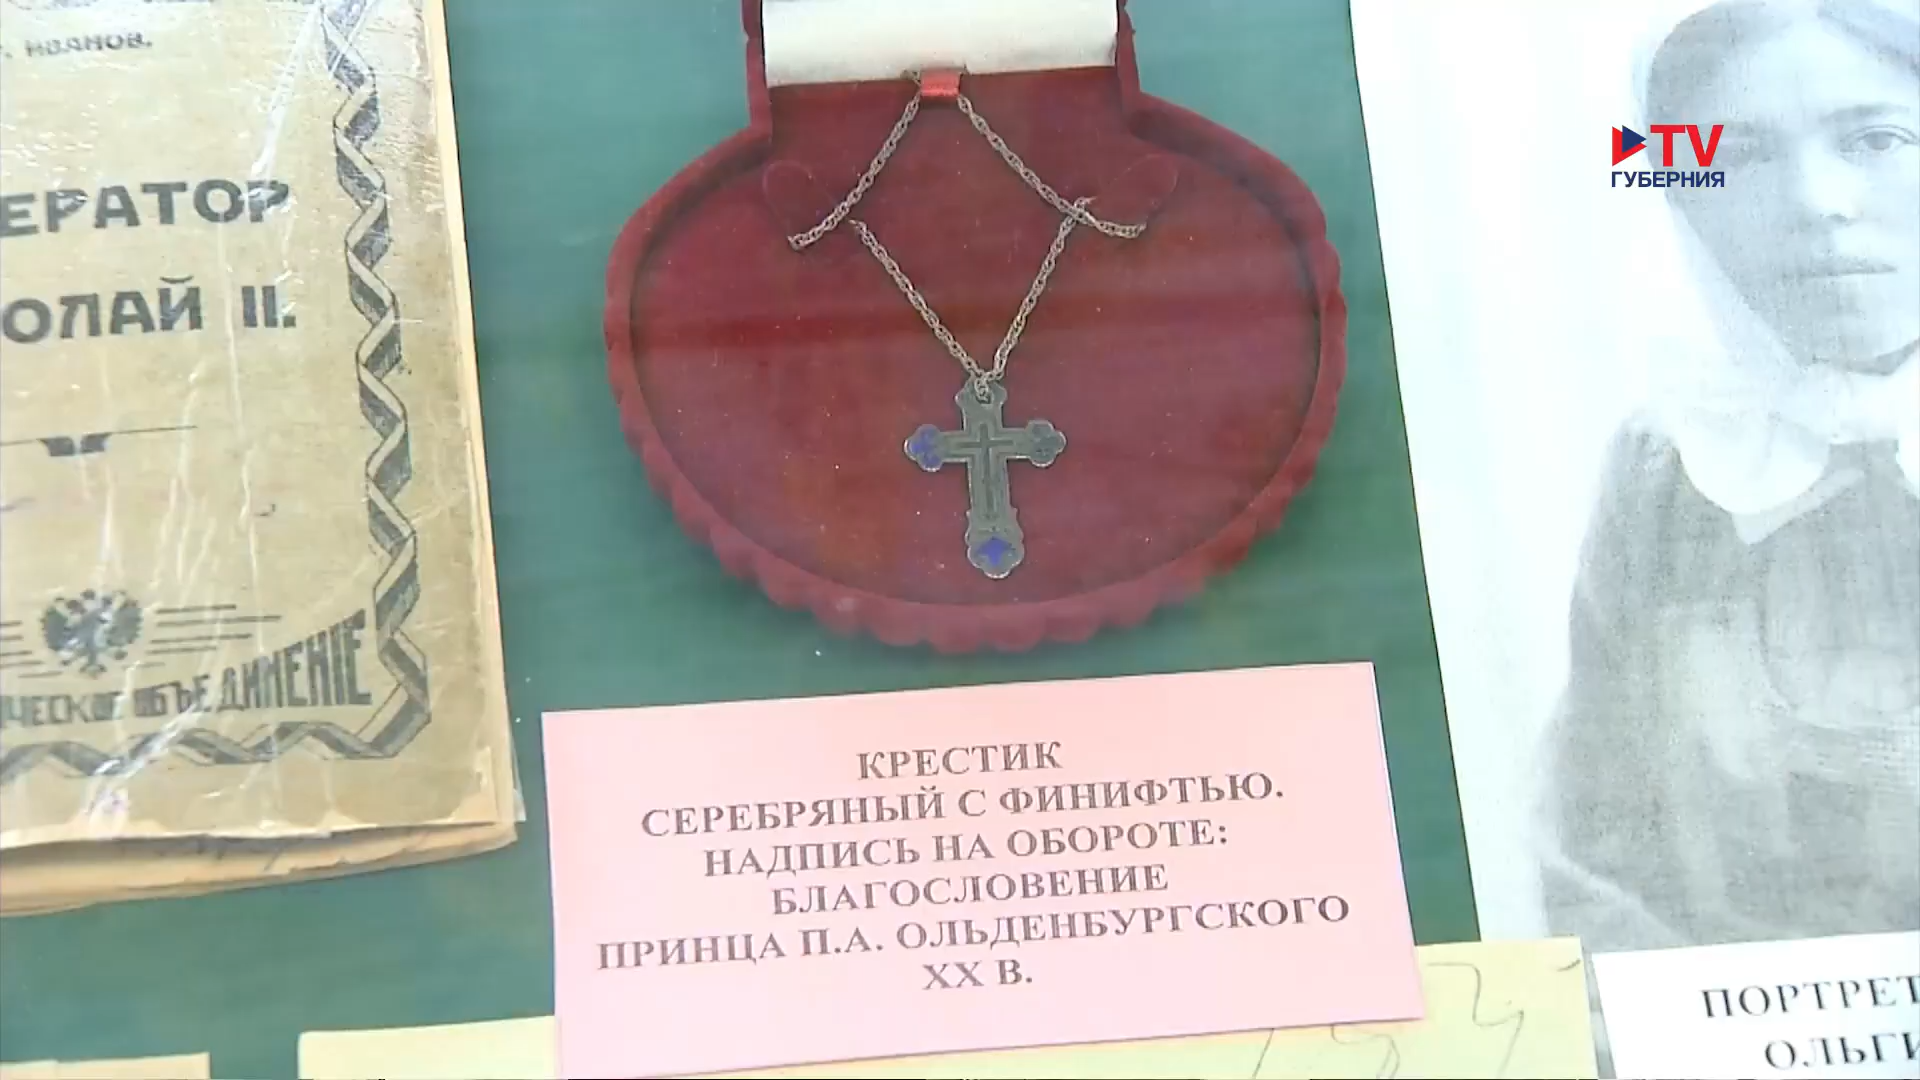 ИВАНОВ.
ЕРАТОР
ОЛАЙ II.
ЧЕСКОЕ ОБЪЕДИНЕНІЕ
TV
ГУБЕРНИЯ
КРЕСТИК
СЕРЕБРЯНЫЙ С ФИНИФТЬЮ.
НАДПИСЬ НА ОБОРОТЕ:
БЛАГОСЛОВЕНИЕ
ПРИНЦА П.А. ОЛЬДЕНБУРГСКОГО
XX В.
ПОРТРЕТ
ОЛЬГИ